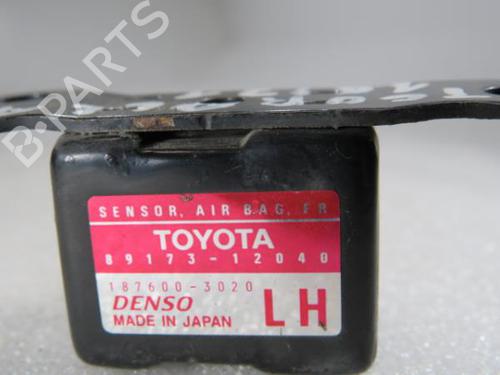 B-PARTS
SENSOR, AIR BAG, FR
TOYOTA
89173-12040
187600-3020
DENSO
MADE IN JAPAN
LH